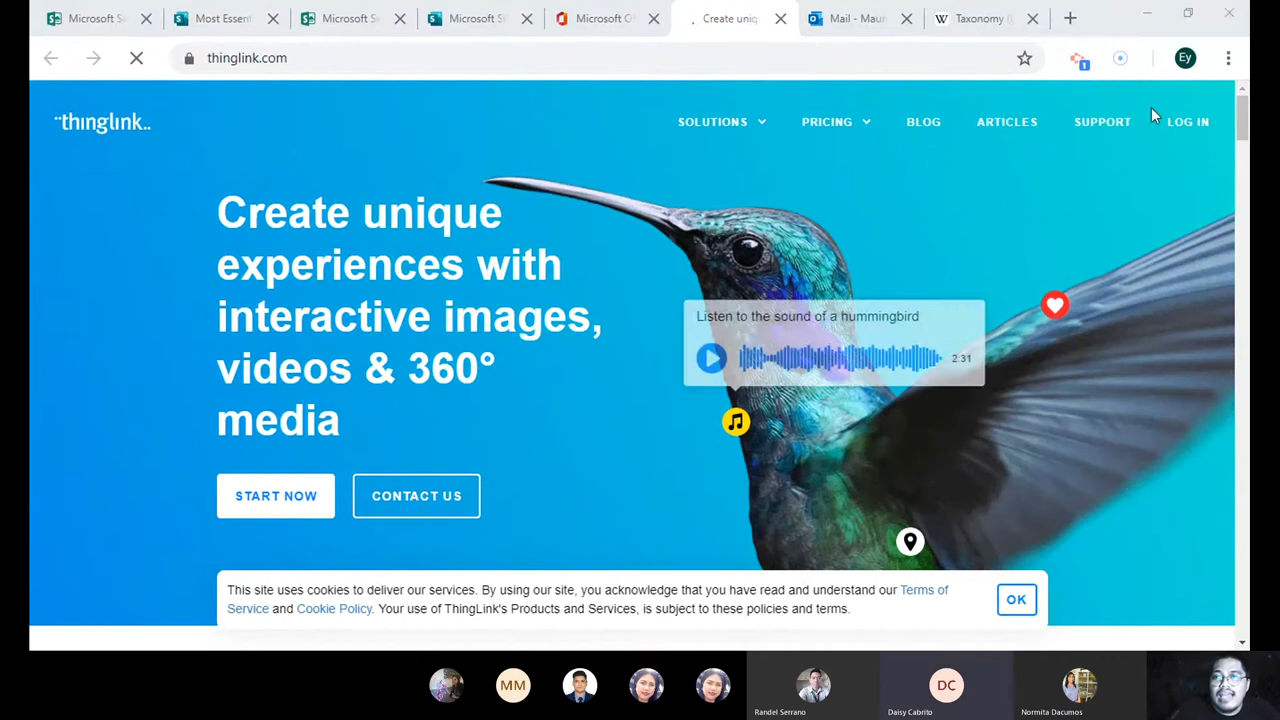 Microsoft S
Most Essen
Microsoft S
Microsoft S
Microsoft O
Create uniq
Mail - Maur
Taxonomy (
thinglink.com
1
Ey
¨thinglink..
SOLUTIONS
PRICING
BLOG
ARTICLES
SUPPORT
LOG IN
Create unique
experiences with
interactive images,
videos & 360°
media
Listen to the sound of a hummingbird
2:31
START NOW
CONTACT US
This site uses cookies to deliver our services. By using our site, you acknowledge that you have read and understand our Terms of
Service and Cookie Policy. Your use of ThingLink's Products and Services, is subject to these policies and terms.
OK
MM
DC
Randel Serrano
Daisy Cabrito
Normita Dacumos